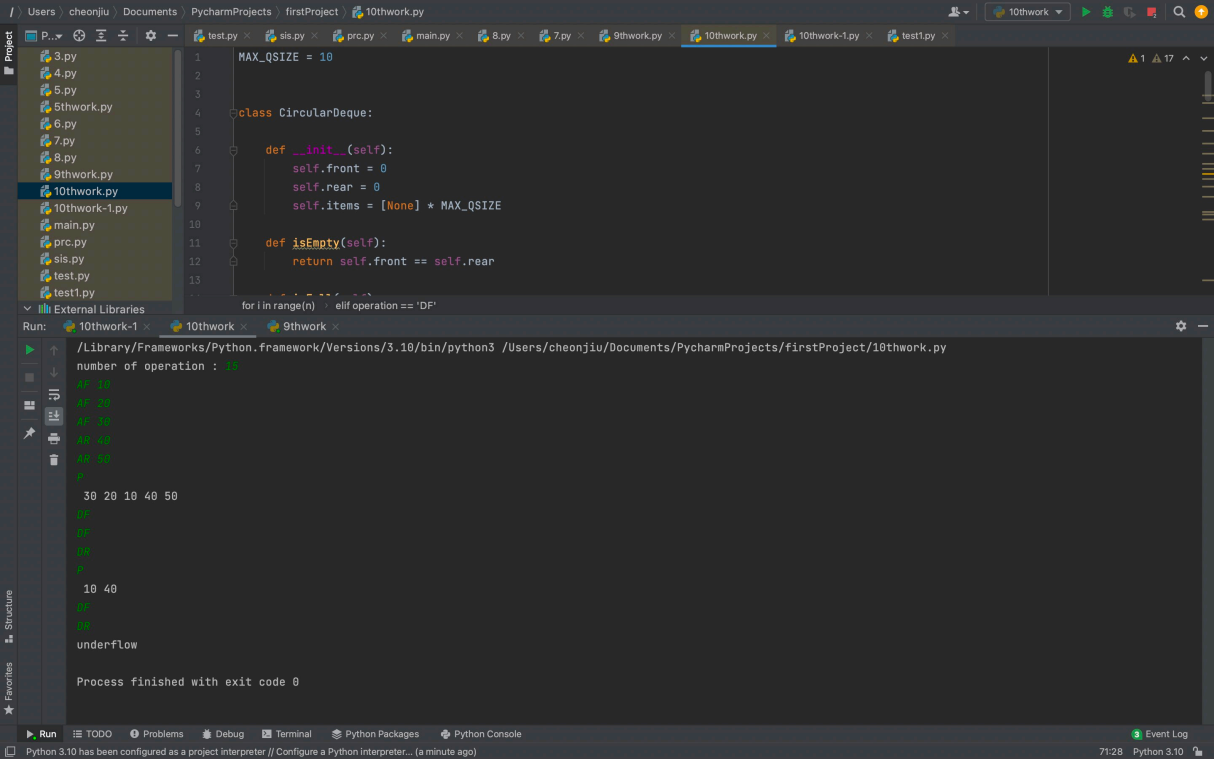 / Users cheonjiu Documents PycharmProjects firstProject 10thwork.py
10thwork
Project
P...
test.py
sis.py
prc.py
main.py
8.py
7.py
9thwork.py
10thwork.py
10thwork-1.py
test1.py
3.py
4.py
5.py
5thwork.py
6.py
7.py
8.py
9thwork.py
10thwork.py
10thwork-1.py
main.py
prc.py
sis.py
test.py
test1.py
External Libraries
1 MAX_QSIZE = 10
2
3
4 class CircularDeque:
5
6 def __init__(self):
7 self.front = 0
8 self.rear = 0
9 self.items = [None] * MAX_QSIZE
10
11 def isEmpty(self):
12 return self.front == self.rear
13
1 17
for i in range(n) elif operation == 'DF'
Run: 10thwork-1 10thwork 9thwork
/Library/Frameworks/Python.framework/Versions/3.10/bin/python3 /Users/cheonjiu/Documents/PycharmProjects/firstProject/10thwork.py
number of operation : 15
AF 10
AF 20
AF 30
AR 40
AR 50
P
30 20 10 40 50
DF
DF
DR
P
10 40
DF
DR
underflow
Process finished with exit code 0
Structure
Favorites
Run TODO Problems Debug Terminal Python Packages Python Console
3 Event Log
Python 3.10 has been configured as a project interpreter // Configure a Python interpreter... (a minute ago)
71:28 Python 3.10